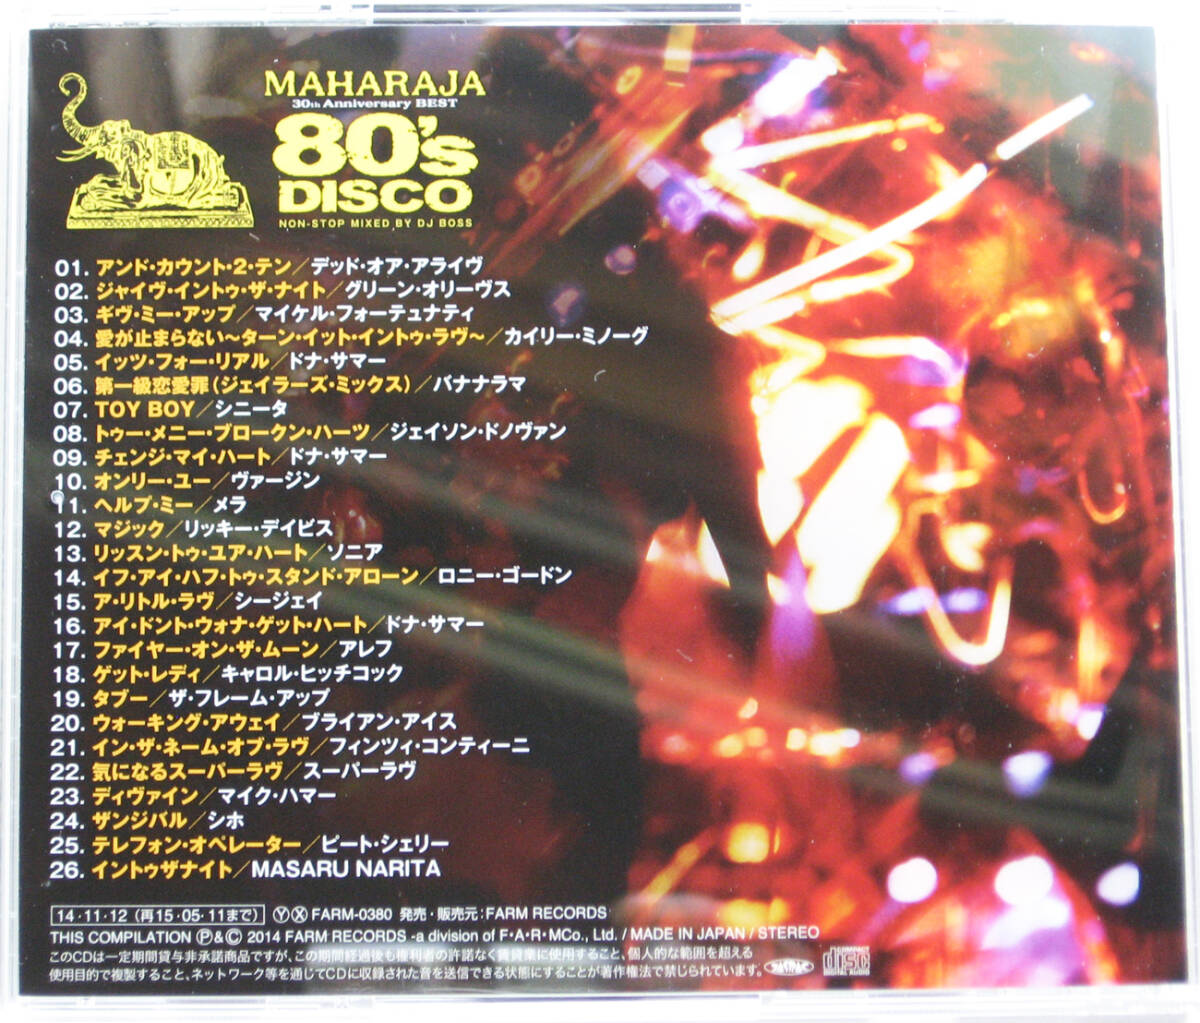 MAHARAJA
30th Anniversary BEST
80's
DISCO
NON-STOP MIXED BY DJ BOSS
01. アンド・カウント・2・テン/デッド・オア・アライヴ
02. ジャイヴ・イントゥ・ザ・ナイト/グリーン・オリーヴス
03. ギヴ・ミー・アップ/マイケル・フォーチュナティ
04. 愛が止まらない〜ターン・イット・イントゥ・ラヴ〜/カイリー・ミノーグ
05. イッツ・フォー・リアル/ドナ・サマー
06. 第一級恋愛罪(ジェイラーズ・ミックス)/バナナラマ
07. TOY BOY/シニータ
08. トゥー・メニー・ブロークン・ハーツ/ジェイソン・ドノヴァン
09. チェンジ・マイ・ハート/ドナ・サマー
10. オンリー・ユー/ヴァージン
11. ヘルプ・ミー/メラ
12. マジック/リッキー・デイビス
13. リッスン・トゥ・ユア・ハート/ソニア
14. イフ・アイ・ハフ・トゥ・スタンド・アローン/ロニー・ゴードン
15. ア・リトル・ラヴ/シージェイ
16. アイ・ドント・ウォナ・ゲット・ハート/ドナ・サマー
17. ファイヤー・オン・ザ・ムーン/アレフ
18. ゲット・レディ/キャロル・ヒッチコック
19. タブー/ザ・フレーム・アップ
20. ウォーキング・アウェイ/ブライアン・アイス
21. イン・ザ・ネーム・オブ・ラヴ/フィンツィ・コンティーニ
22. 気になるスーパーラヴ/スーパーラヴ
23. ディヴァイン/マイク・ハマー
24. ザンジバル/シホ
25. テレフォン・オペレーター/ピート・シェリー
26. イントゥザナイト/MASARU NARITA
14・11・12 (再15・05・11まで) Ⓨ Ⓧ FARM-0380 発売・販売元:FARM RECORDS
THIS COMPILATION Ⓟ&© 2014 FARM RECORDS -a division of F・A・R・MCo., Ltd. / MADE IN JAPAN / STEREO
このCDは一定期間貸与非承諾商品ですが、この期間経過後も権利者の許諾なく賃貸業に使用すること、個人的な範囲を超える
使用目的で複製すること、ネットワーク等を通じてCDに収録された音を送信できる状態にすることが著作権法で禁じられています。
JASRAC
COMPACT
disc
DIGITAL AUDIO